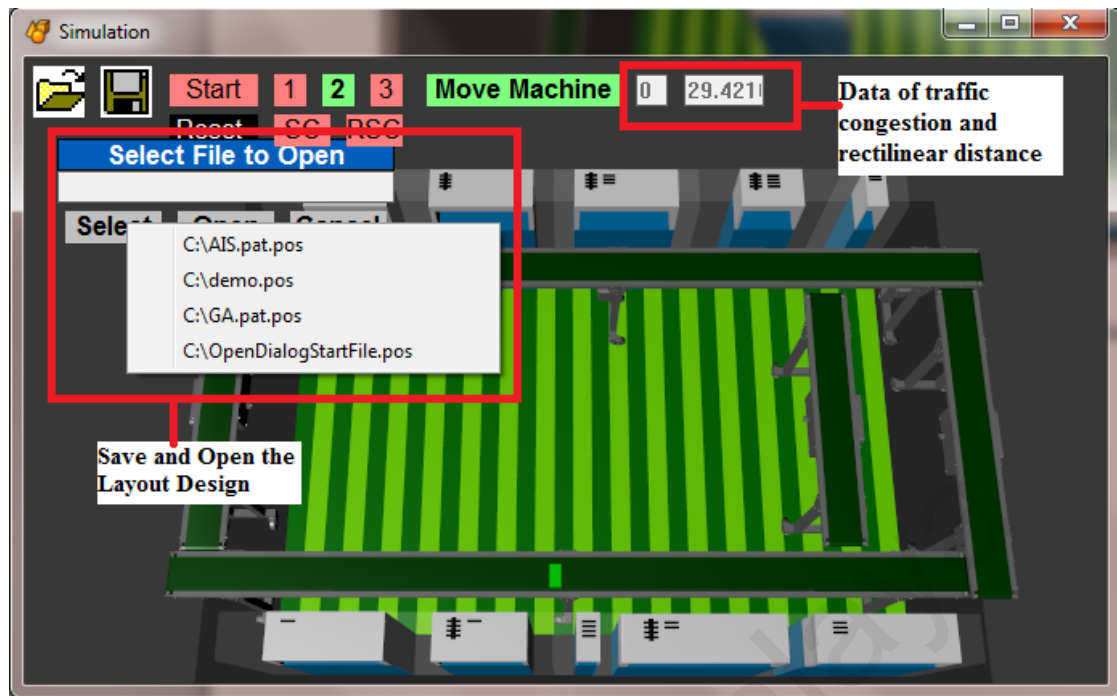 Simulation
Start 1 2 3 Move Machine 0 29.421
Reset SC RSC
Select File to Open
Select Open Cancel
C:\AIS.pat.pos
C:\demo.pos
C:\GA.pat.pos
C:\OpenDialogStartFile.pos
Data of traffic
congestion and
rectilinear distance
Save and Open the
Layout Design